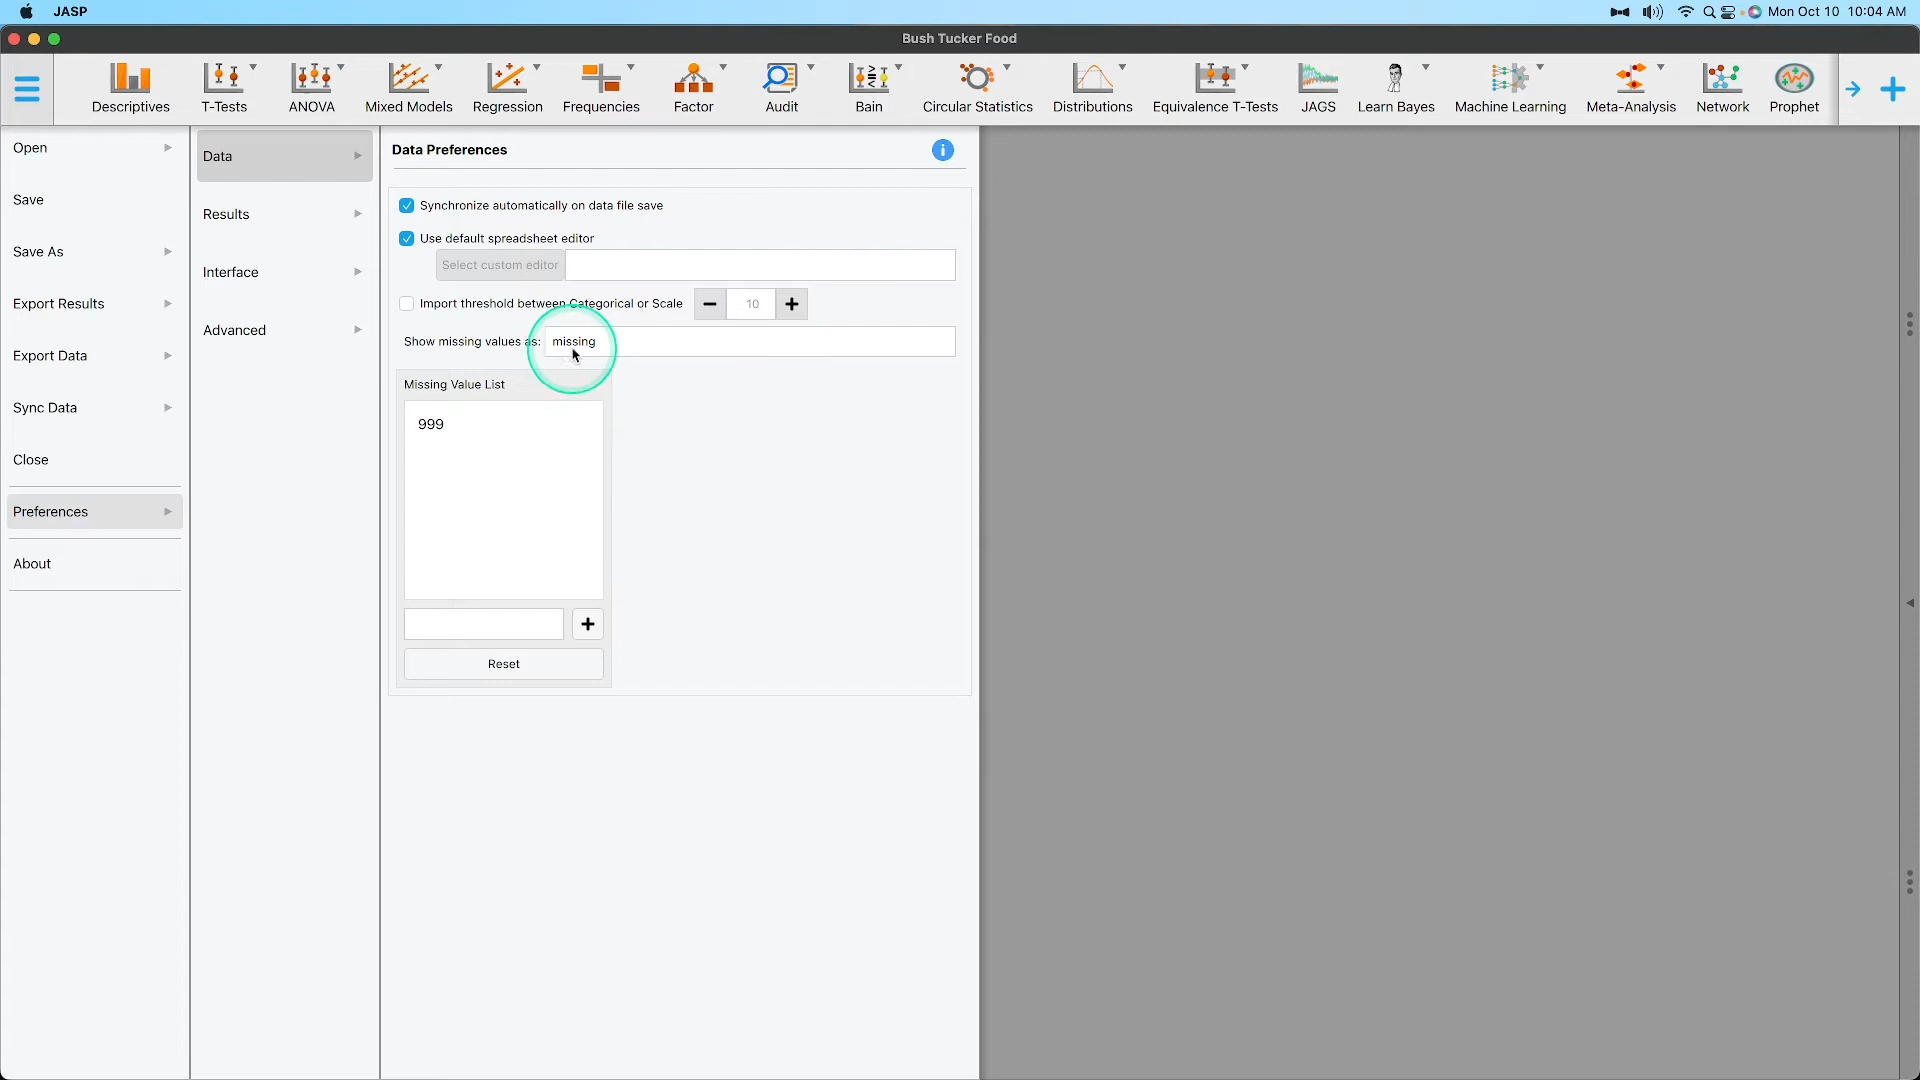 JASP
Mon Oct 10 10:04 AM
Bush Tucker Food
Descriptives
T-Tests
ANOVA
Mixed Models
Regression
Frequencies
Factor
Audit
Bain
Circular Statistics
Distributions
Equivalence T-Tests
JAGS
Learn Bayes
Machine Learning
Meta-Analysis
Network
Prophet
Open
Save
Save As
Export Results
Export Data
Sync Data
Close
Preferences
About
Data
Results
Interface
Advanced
Data Preferences
Synchronize automatically on data file save
Use default spreadsheet editor
Select custom editor
Import threshold between Categorical or Scale
10
Show missing values as: missing
Missing Value List
999
Reset